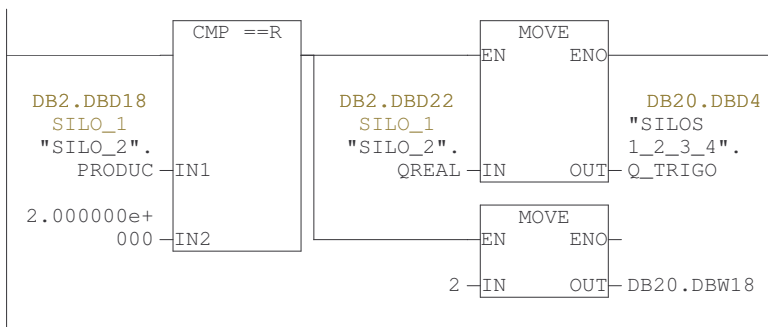 CMP ==R
MOVE
EN ENO
DB2.DBD18 DB2.DBD22 DB20.DBD4
SILO_1 SILO_1 "SILOS
"SILO_2". "SILO_2". 1_2_3_4".
PRODUC IN1 QREAL IN OUT Q_TRIGO
2.000000e+ MOVE
000 IN2 EN ENO
2 IN OUT DB20.DBW18